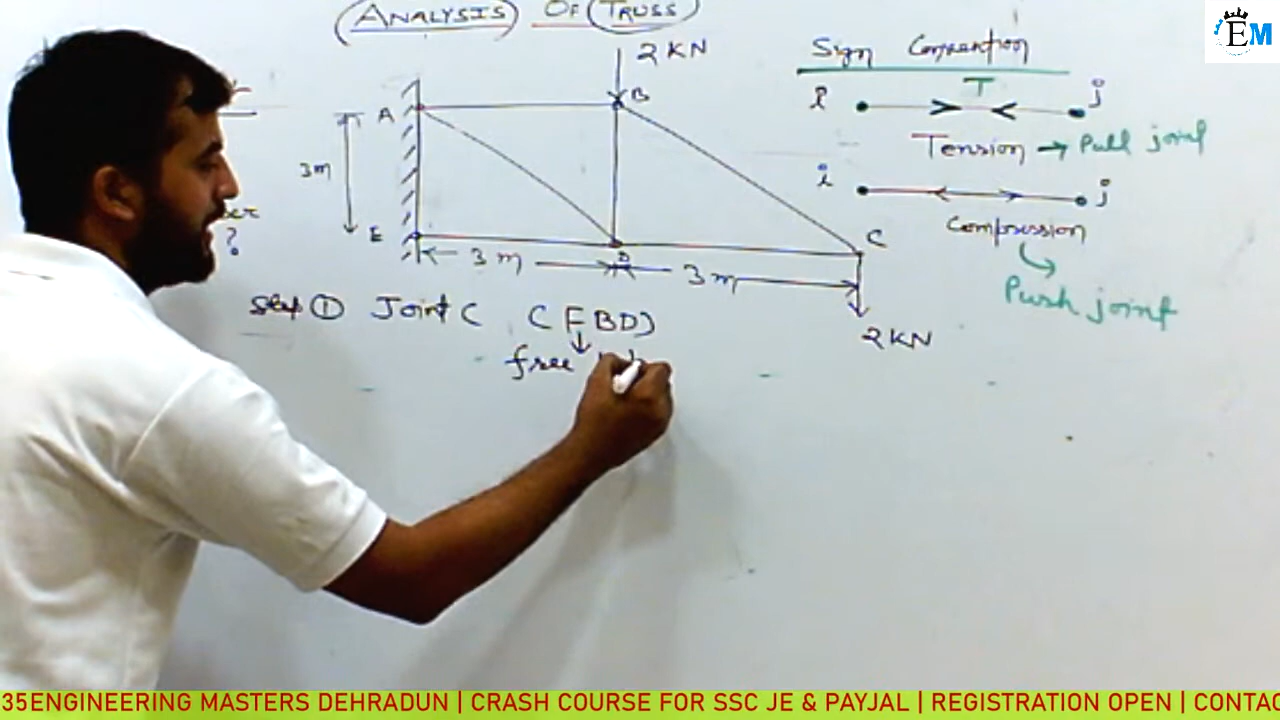 ANALYSIS OF TRUSS
2 KN
B
A
3m
E
3 m
D
3 m
C
2 KN
Sign Convention
T
i j
Tension → Pull joint
i j
Compression
Push joint
?
Step ① Joint C (FBD)
free
EM
35ENGINEERING MASTERS DEHRADUN | CRASH COURSE FOR SSC JE & PAYJAL | REGISTRATION OPEN | CONTAC